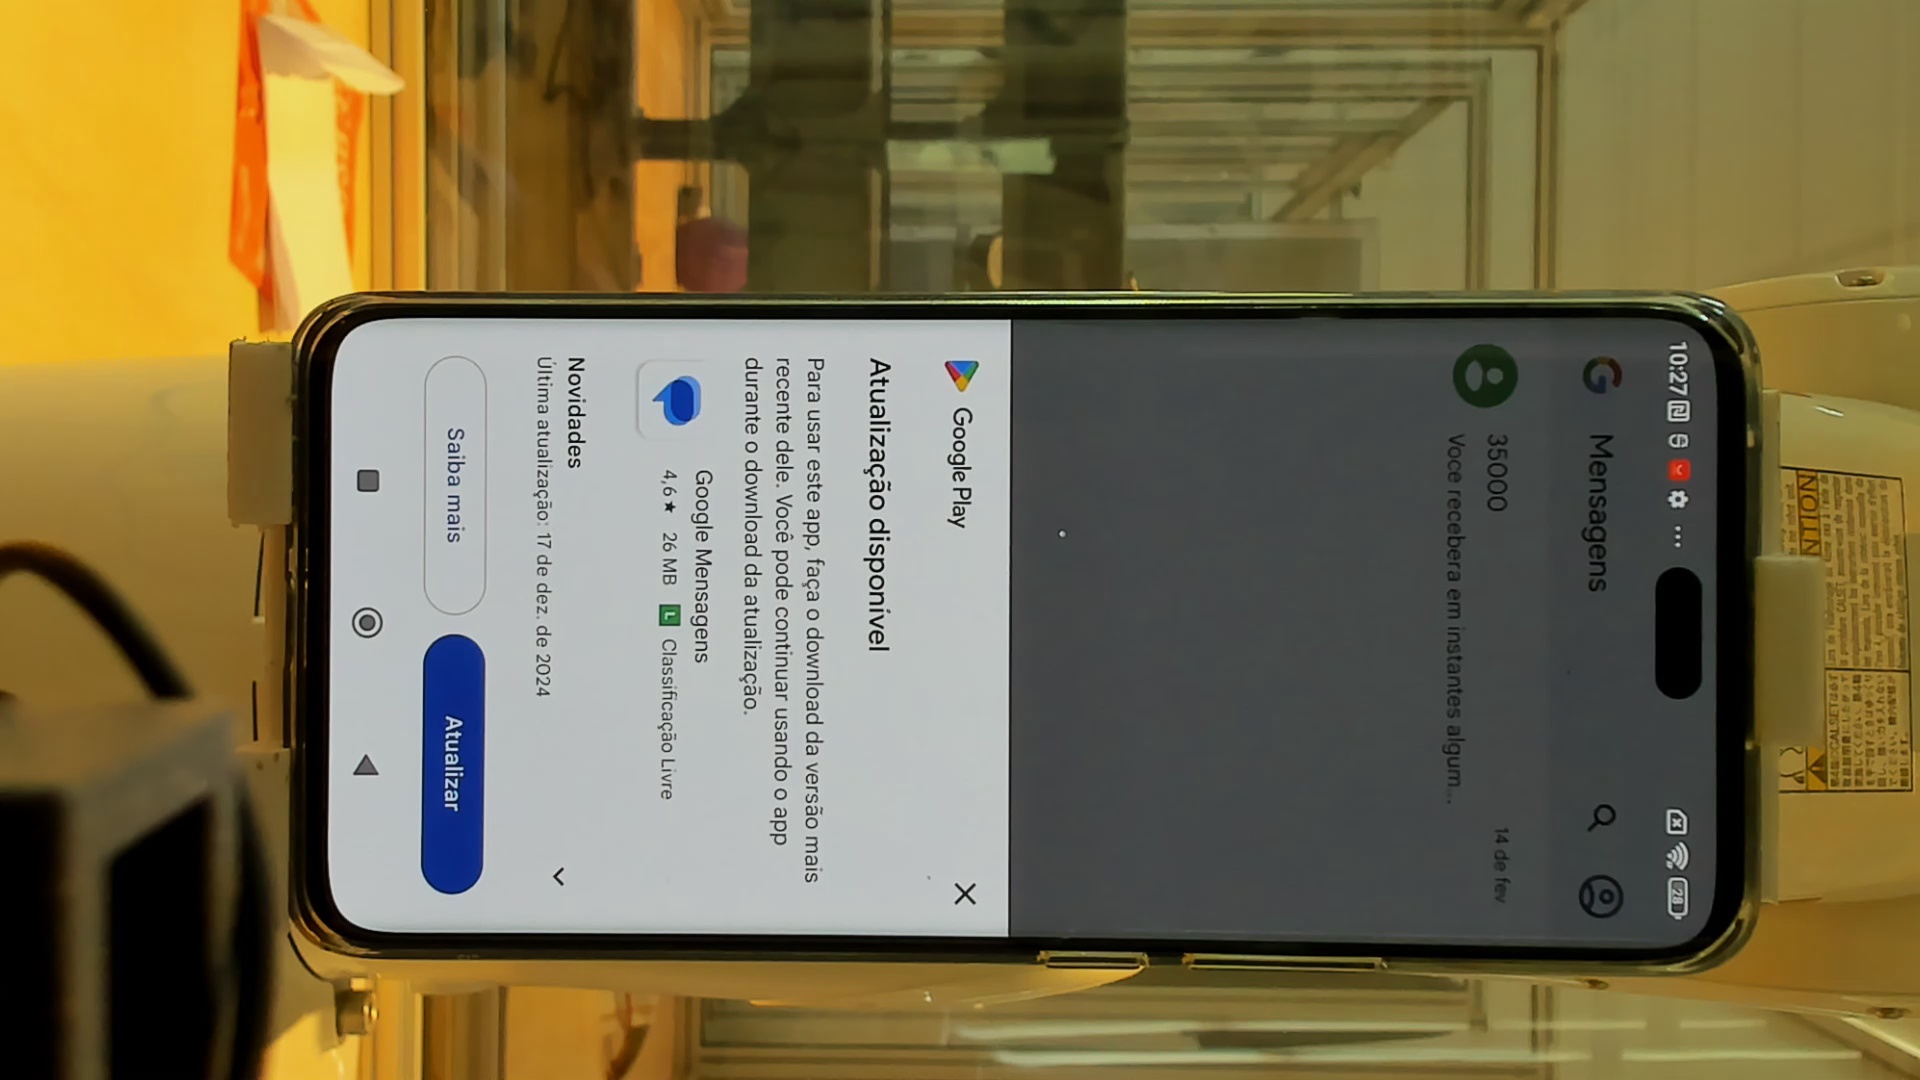 10:27
28
Mensagens
35000
14 de fev
Voce recebera em instantes algum...
Google Play
Atualização disponível
Para usar este app, faça o download da versão mais
recente dele. Você pode continuar usando o app
durante o download da atualização.
Google Mensagens
4,6★ 26 MB L Classificação Livre
Novidades
Última atualização: 17 de dez. de 2024
Saiba mais
Atualizar